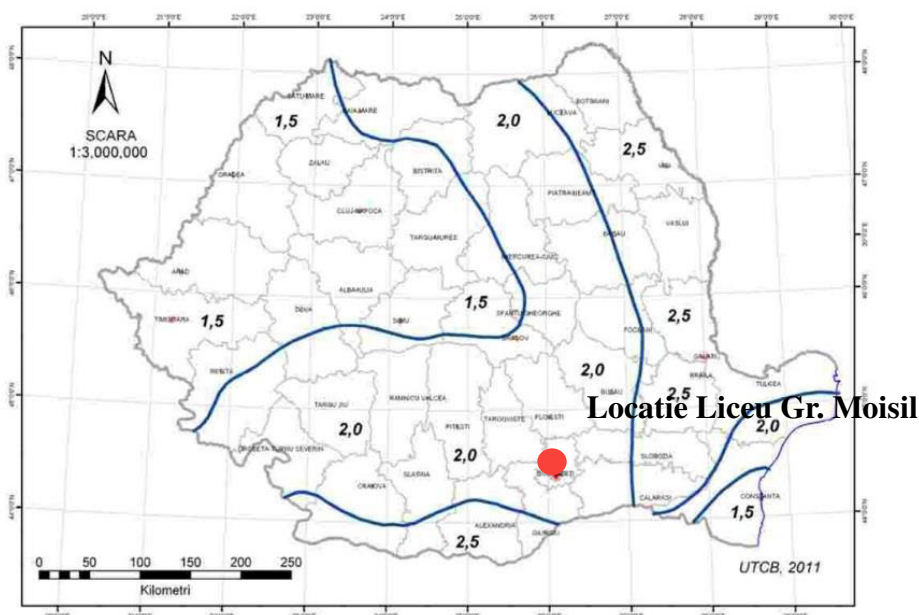 N
SCARA
1:3.000,000
SATU MARE
BAIA MARE
BOTOSANI
SUCEAVA
1,5
2,0
2,5
IASI
ZALAU
ORADEA
BISTRITA
PIATRA NEAMT
CLUJ-NAPOCA
VASLUI
TARGU MURES
BACAU
MIERCUREA-CIUC
ARAD
ALBA IULIA
DEVA
SIBIU
1,5
SFANTU GHEORGHE
TIMISOARA
1,5
2,5
FOCSANI
BRASOV
GALATI
RESITA
2,0
BRAILA
TULCEA
BUZAU
2,5
RAMNICU VALCEA
TARGU JIU
Locatie Liceu Gr. Moisil
PLOIESTI
TARGOVISTE
PITESTI
2,0
2,0
DROBETA-TURNU SEVERIN
2,0
SLOBOZIA
SLATINA
CRAIOVA
CALARASI
CONSTANTA
1,5
ALEXANDRIA
GIURGIU
2,5
0 50 100 150 200 250
Kilometri
UTCB, 2011